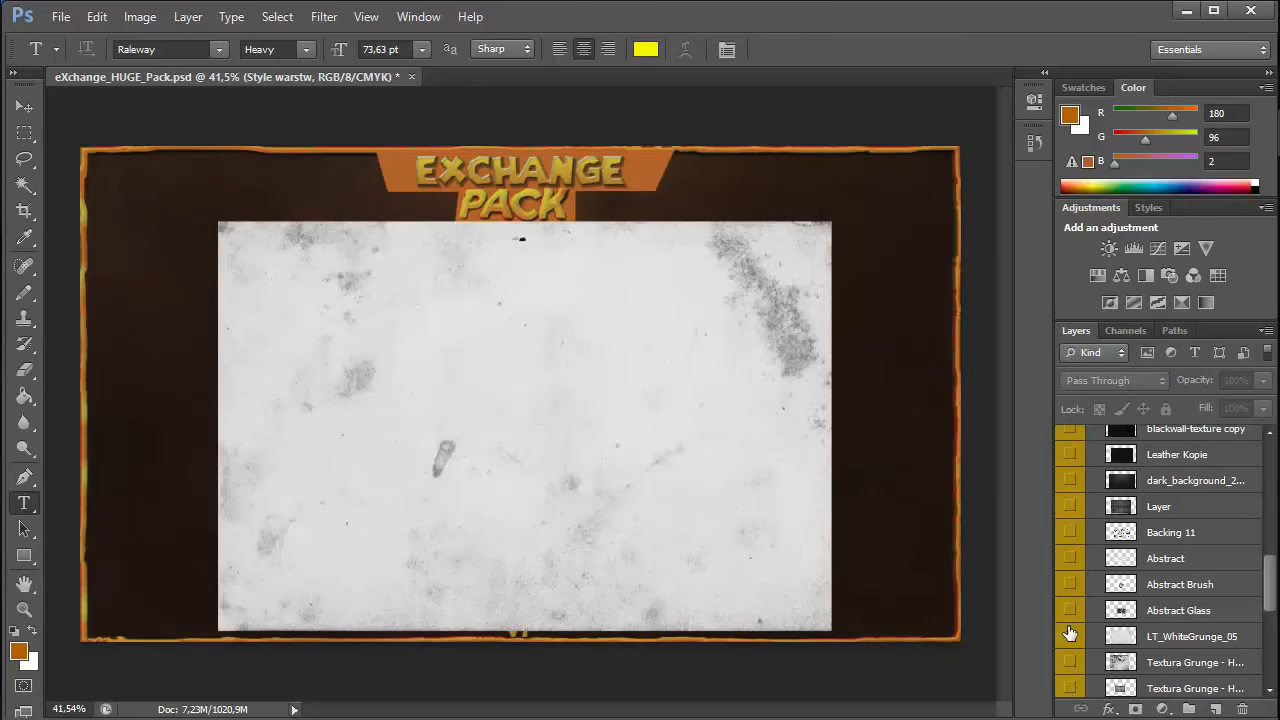 Ps File Edit Image Layer Type Select Filter View Window Help
T Raleway Heavy 73,63 pt Sharp Essentials
eXchange_HUGE_Pack.psd @ 41,5% (Style warstw, RGB/8/CMYK) * ×
Swatches Color
R 180
G 96
B 2
Adjustments Styles
Add an adjustment
Layers Channels Paths
Kind
Pass Through Opacity: 100%
Lock: Fill: 100%
blackwall-texture copy
Leather Kopie
dark_background_2...
Layer
Backing 11
Abstract
Abstract Brush
Abstract Glass
LT_WhiteGrunge_05
Textura Grunge - H...
Textura Grunge - H...
EXCHANGE
PACK
41,54% Doc: 7,23M/1020,9M